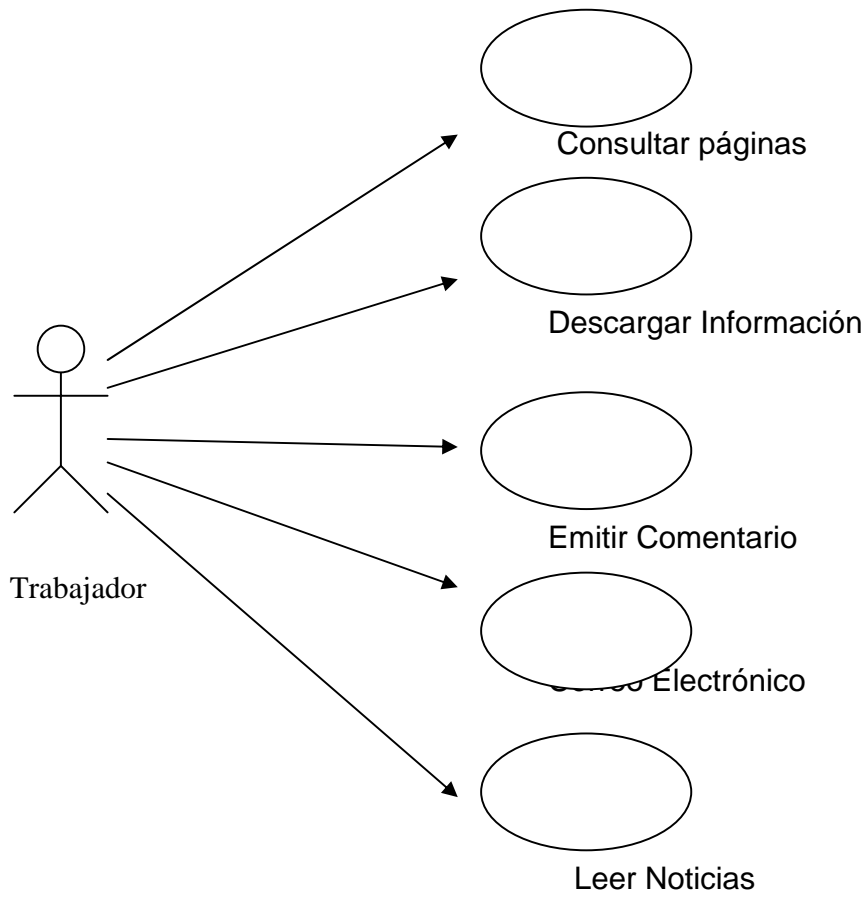 Consultar páginas
Descargar Información
Emitir Comentario
Trabajador
Electrónico
Leer Noticias